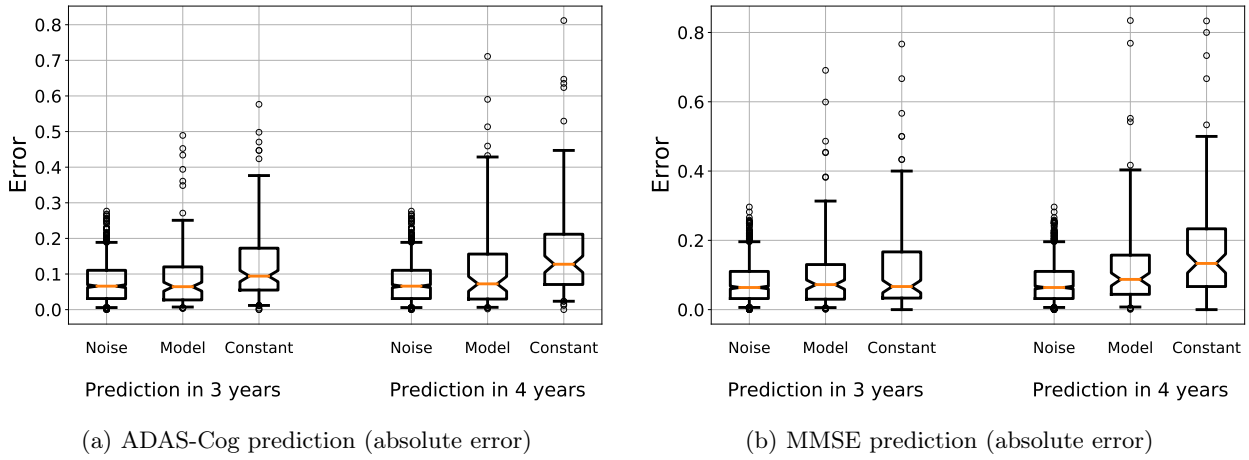 0.8
0.7
0.6
0.5
0.4
0.3
0.2
0.1
0.0
Error
Noise Model Constant Noise Model Constant
Prediction in 3 years Prediction in 4 years
(a) ADAS-Cog prediction (absolute error)
0.8
0.6
0.4
0.2
0.0
Error
Noise Model Constant Noise Model Constant
Prediction in 3 years Prediction in 4 years
(b) MMSE prediction (absolute error)